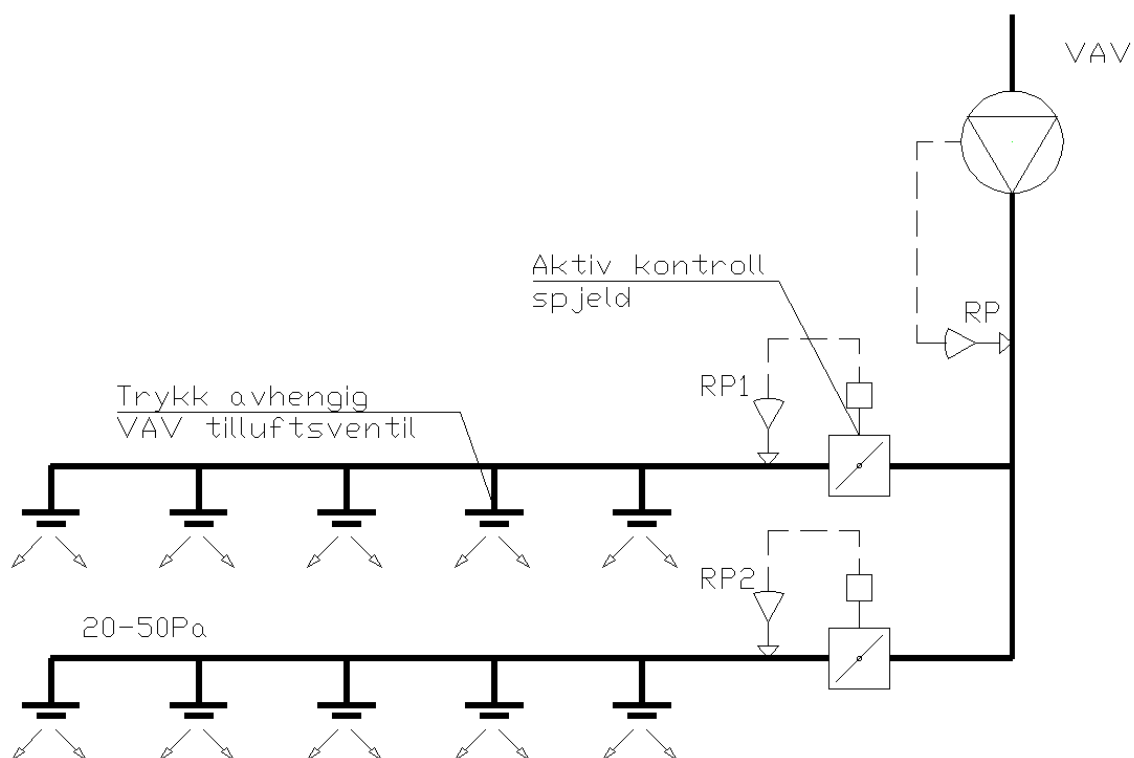 VAV
Aktiv kontroll
spjeld
RP
RP1
Trykk avhengig
VAV tilluftsventil
RP2
20-50Pa